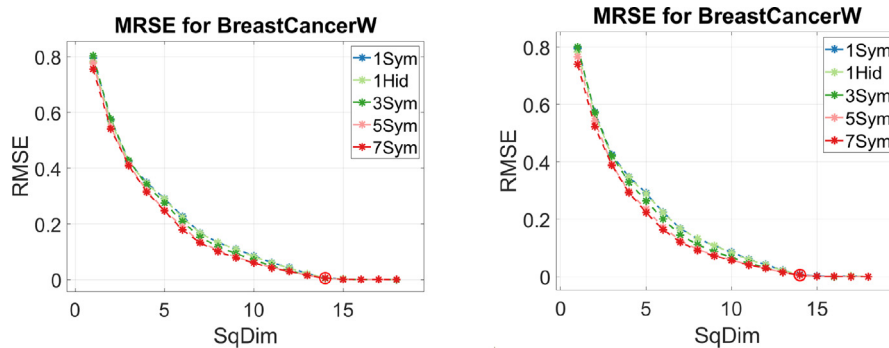 MRSE for BreastCancerW
0.8
0.6
0.4
0.2
0
RMSE
0 5 10 15
SqDim
1Sym
1Hid
3Sym
5Sym
7Sym
MRSE for BreastCancerW
0.8
0.6
0.4
0.2
0
RMSE
0 5 10 15
SqDim
1Sym
1Hid
3Sym
5Sym
7Sym